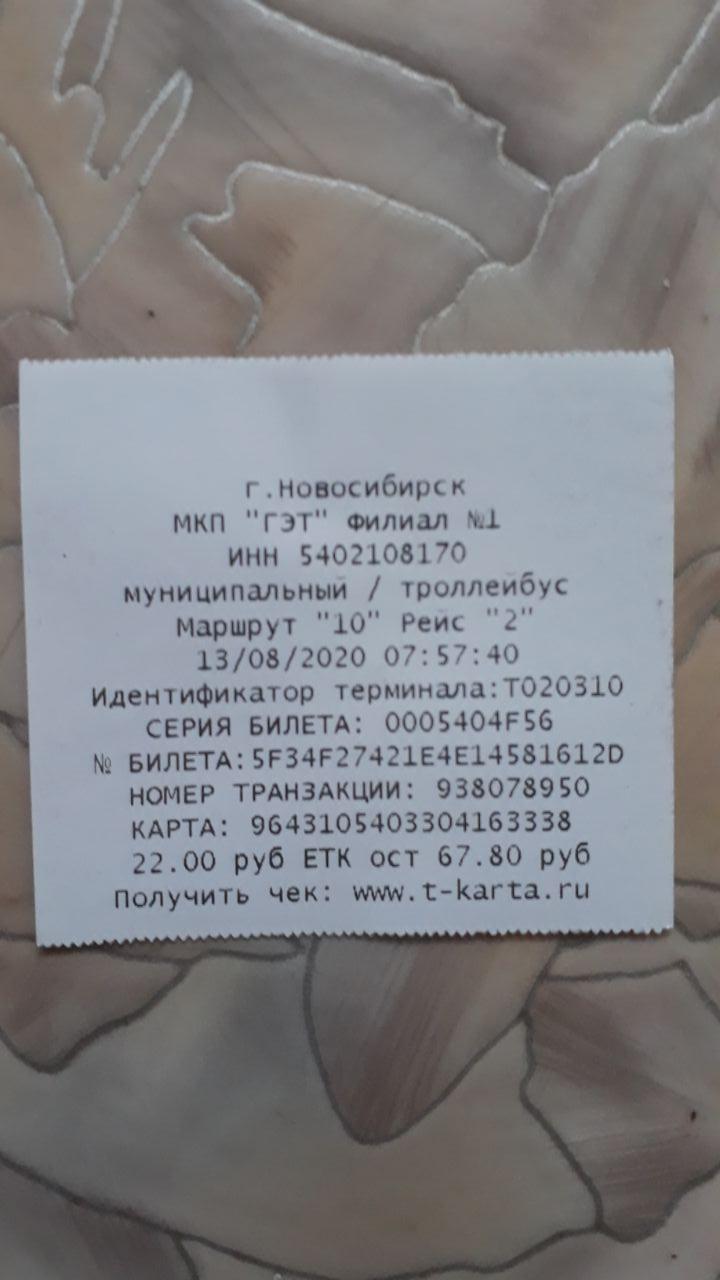 г.Новосибирск
МКП "ГЭТ" Филиал №1
ИНН 5402108170
муниципальный / троллейбус
Маршрут "10" Рейс "2"
13/08/2020 07:57:40
Идентификатор терминала:T020310
СЕРИЯ БИЛЕТА: 0005404F56
№ БИЛЕТА:5F34F27421E4E14581612D
НОМЕР ТРАНЗАКЦИИ: 938078950
КАРТА: 9643105403304163338
22.00 руб ЕТК ост 67.80 руб
Получить чек: www.t-karta.ru